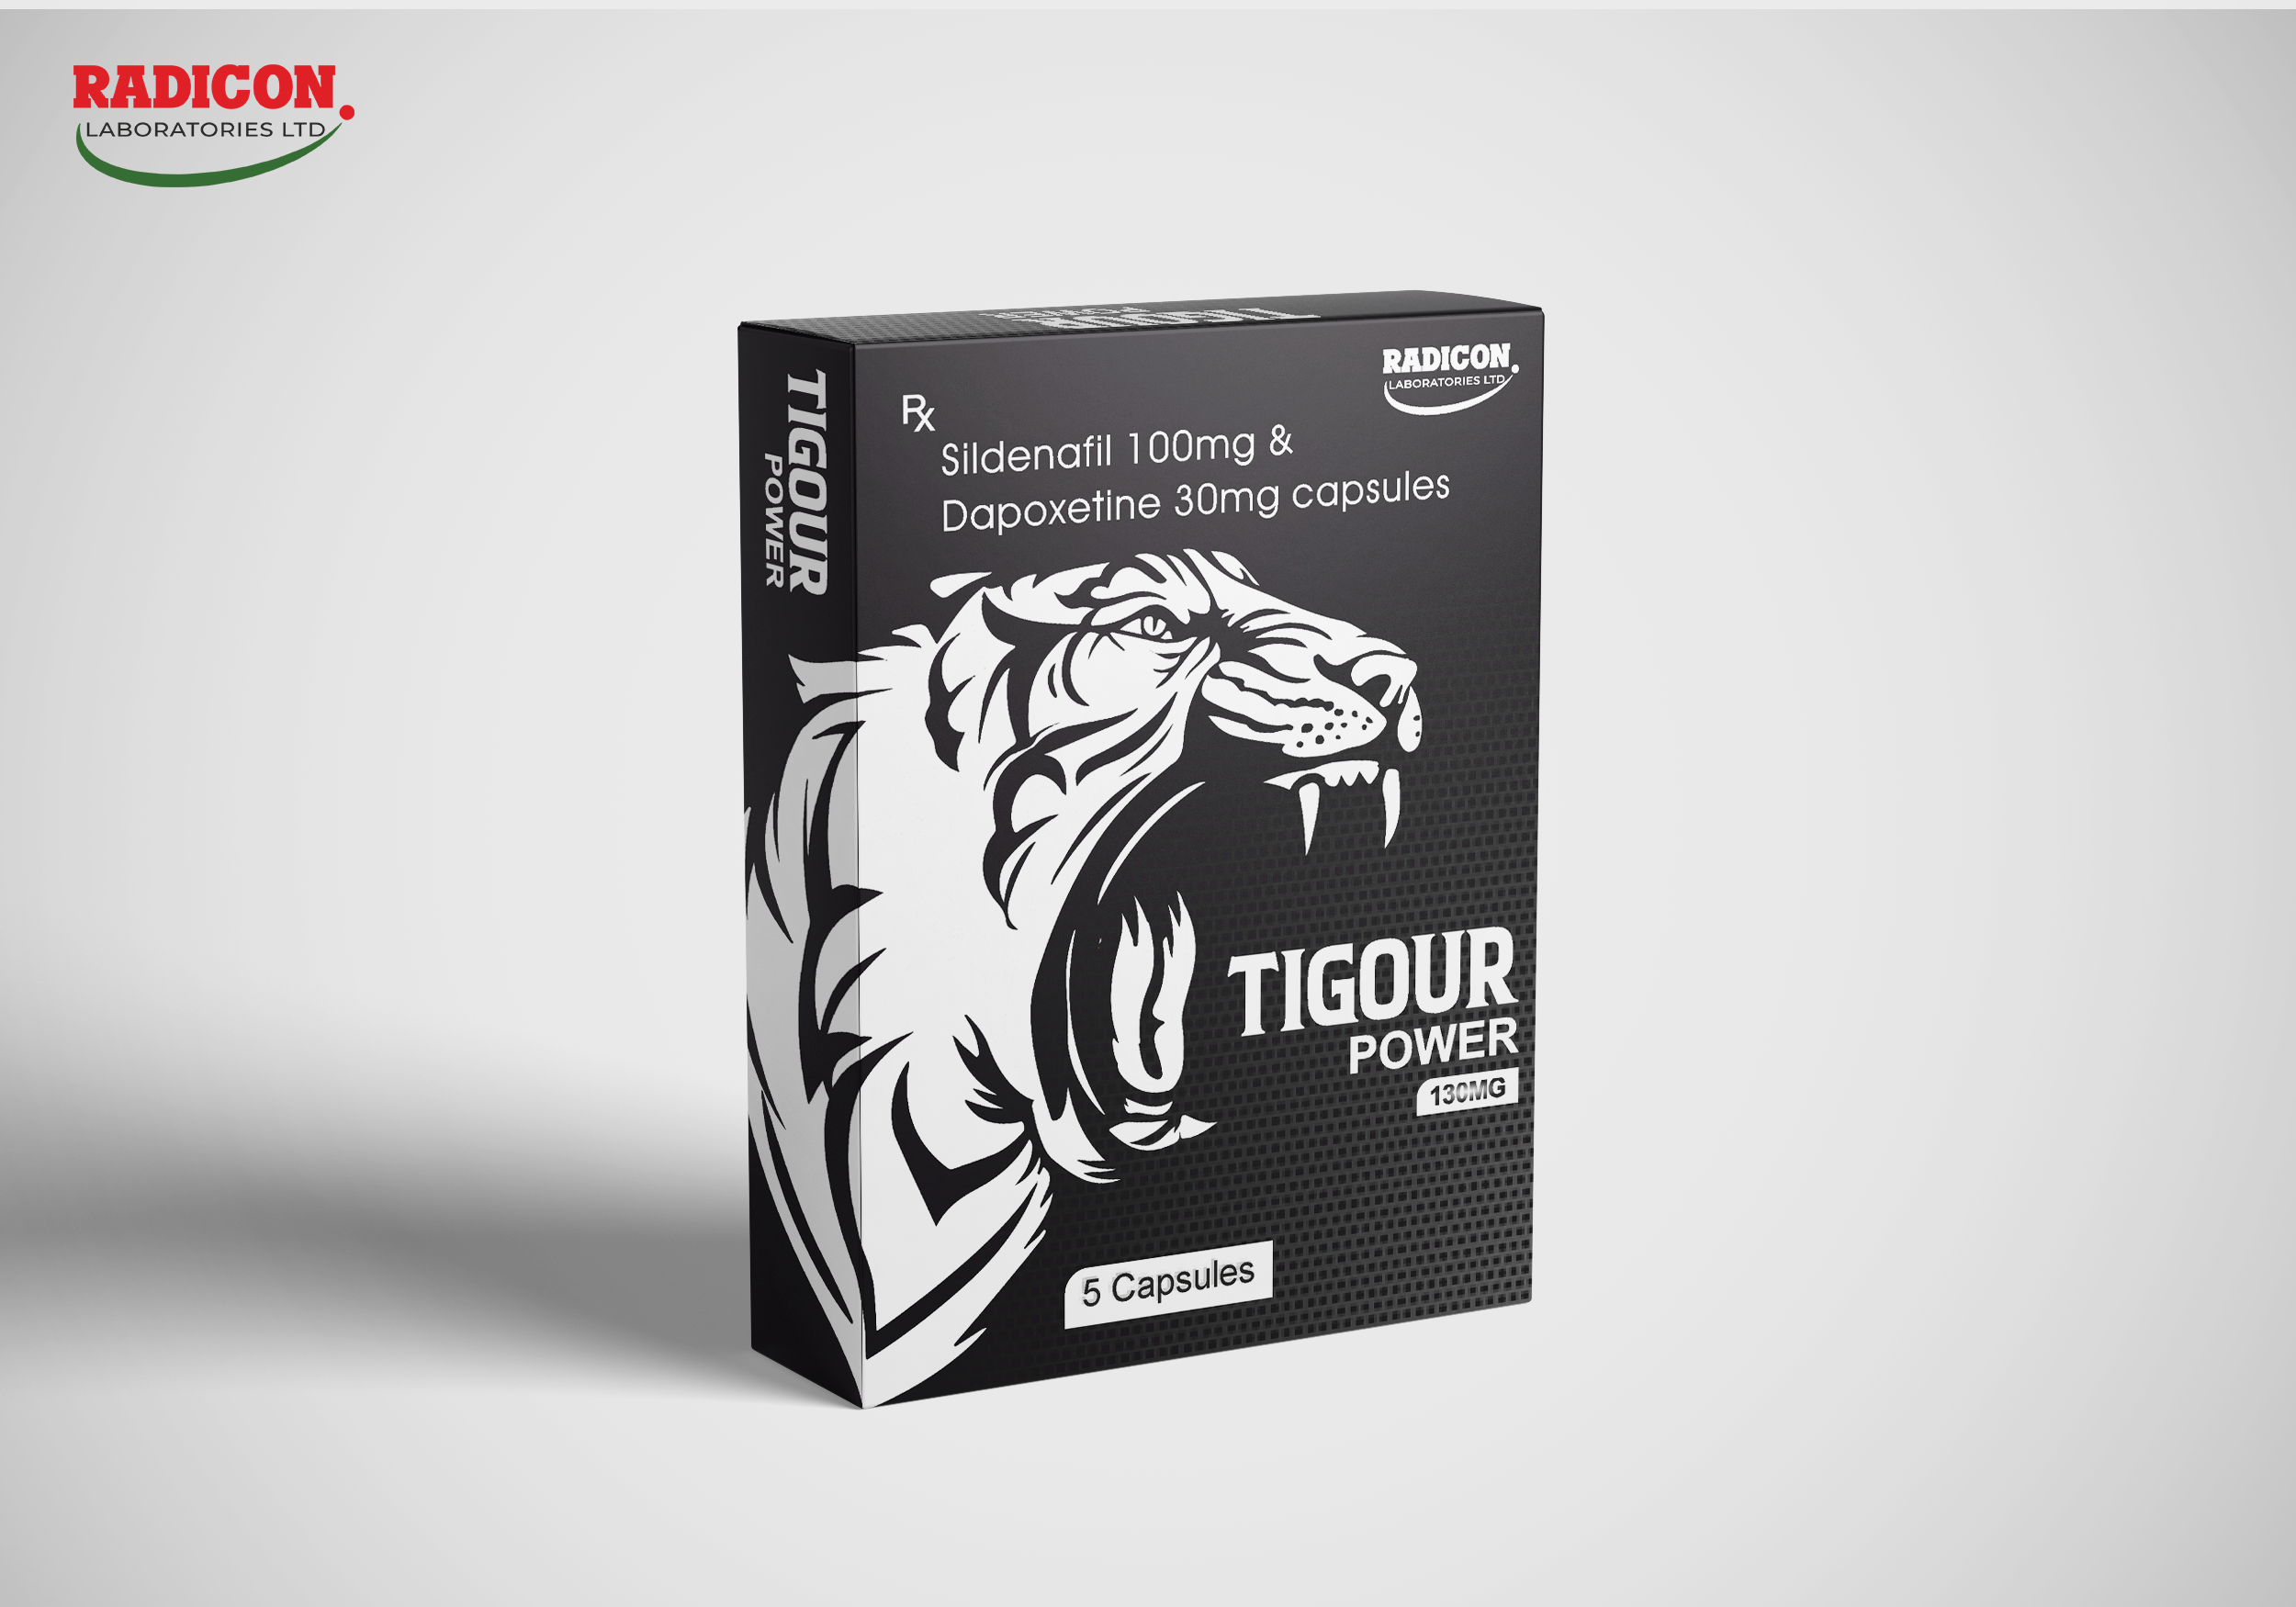 RADICON.
LABORATORIES LTD
TIGOUR
TIGOUR
POWER
Rx
Sildenafil 100mg &
Dapoxetine 30mg capsules
RADICON.
LABORATORIES LTD
TIGOUR
POWER
130MG
5 Capsules